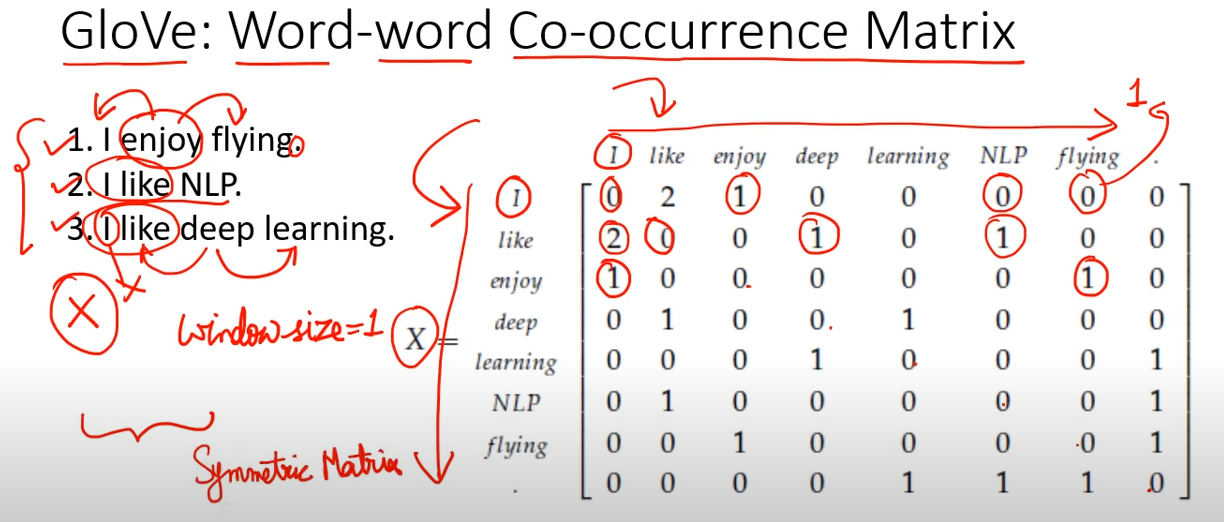 GloVe: Word-word Co-occurrence Matrix
1. I enjoy flying.
2. I like NLP.
3. I like deep learning.
X
window size=1
Symmetric Matrix
1
I like enjoy deep learning NLP flying .
X =
I 0 2 1 0 0 0 0 0
like 2 0 0 1 0 1 0 0
enjoy 1 0 0 0 0 0 1 0
deep 0 1 0 0 1 0 0 0
learning 0 0 0 1 0 0 0 1
NLP 0 1 0 0 0 0 0 1
flying 0 0 1 0 0 0 0 1
. 0 0 0 0 1 1 1 0